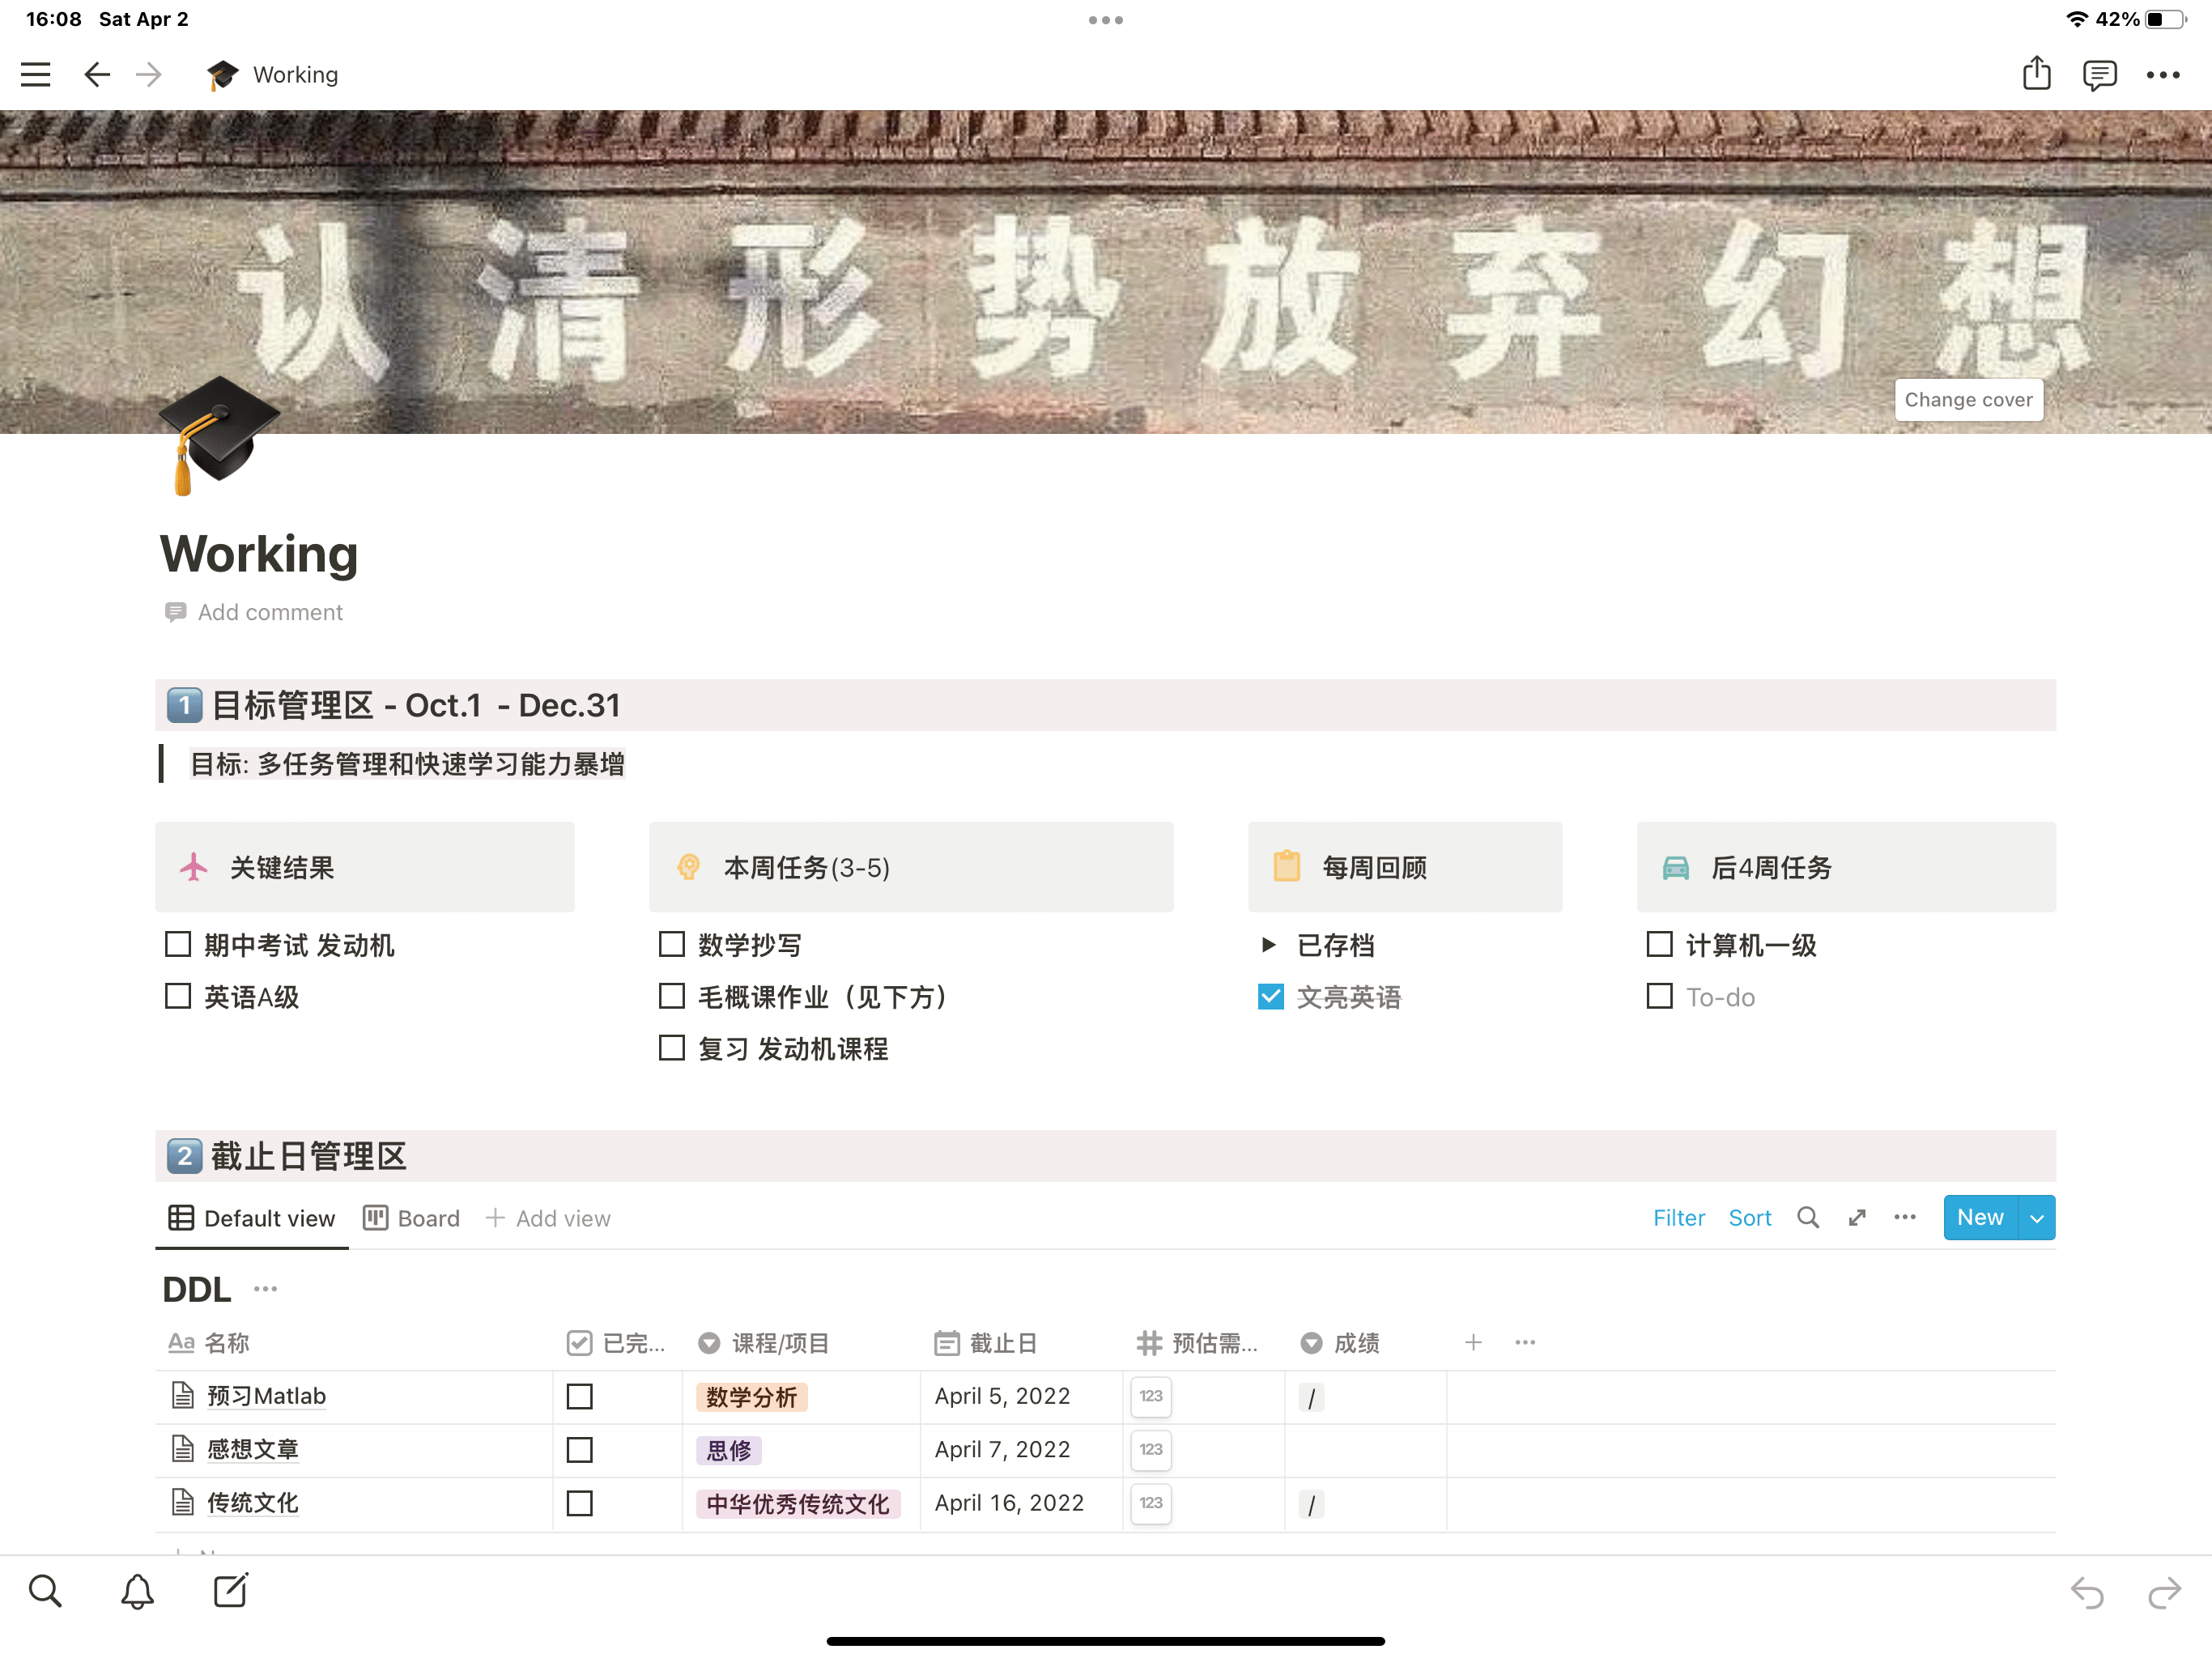 16:08 Sat Apr 2
42%
Working
认清形势放弃幻想
Change cover
Working
Add comment
1 目标管理区 - Oct.1 - Dec.31
目标: 多任务管理和快速学习能力暴增
关键结果
期中考试 发动机
英语A级
本周任务(3-5)
数学抄写
毛概课作业（见下方）
复习 发动机课程
每周回顾
已存档
文亮英语
后4周任务
计算机一级
To-do
2 截止日管理区
Default view Board + Add view
Filter Sort New
DDL
Aa 名称 已完... 课程/项目 截止日 预估需... 成绩
预习Matlab 数学分析 April 5, 2022 123 /
感想文章 思修 April 7, 2022 123
传统文化 中华优秀传统文化 April 16, 2022 123 /